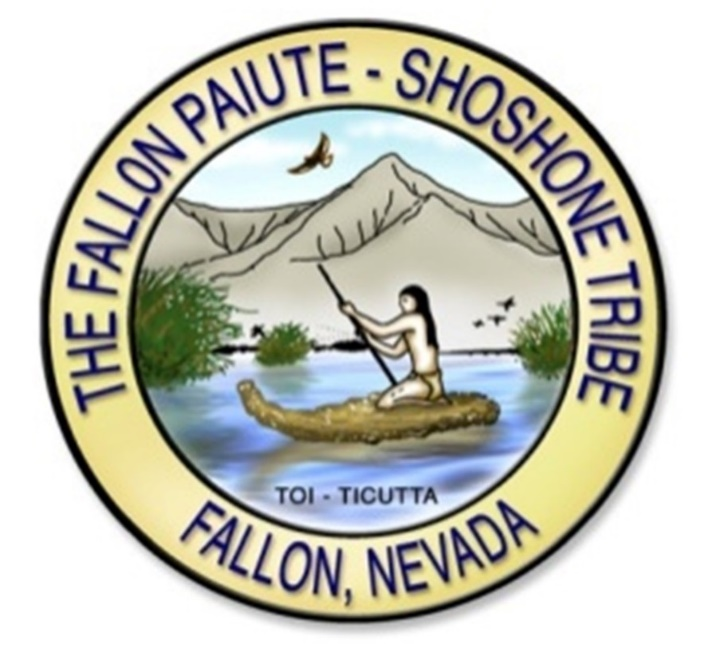 THE FALLON PAIUTE - SHOSHONE TRIBE
TOI - TICUTTA
FALLON, NEVADA